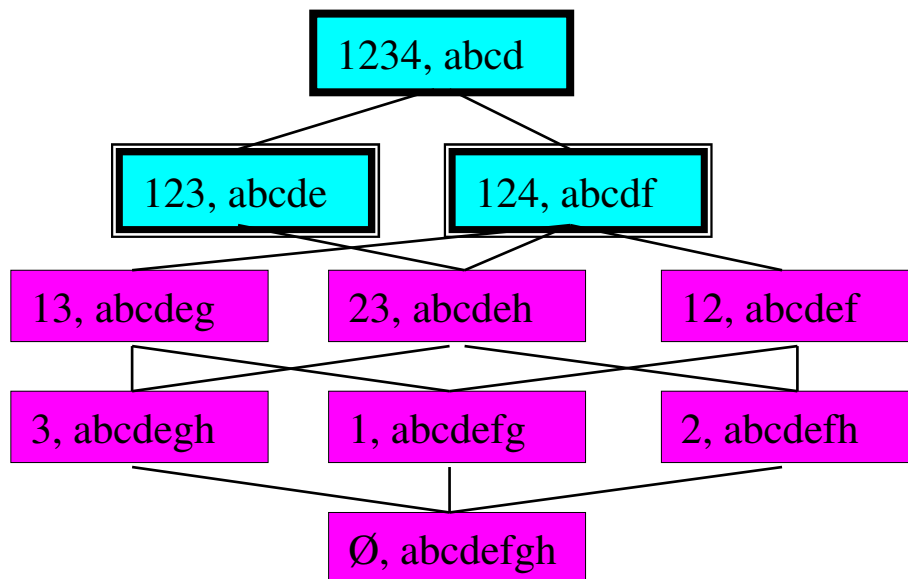 1234, abcd
123, abcde
124, abcdf
13, abcdeg
23, abcdeh
12, abcdef
3, abcdegh
1, abcdefg
2, abcdefh
Ø, abcdefgh